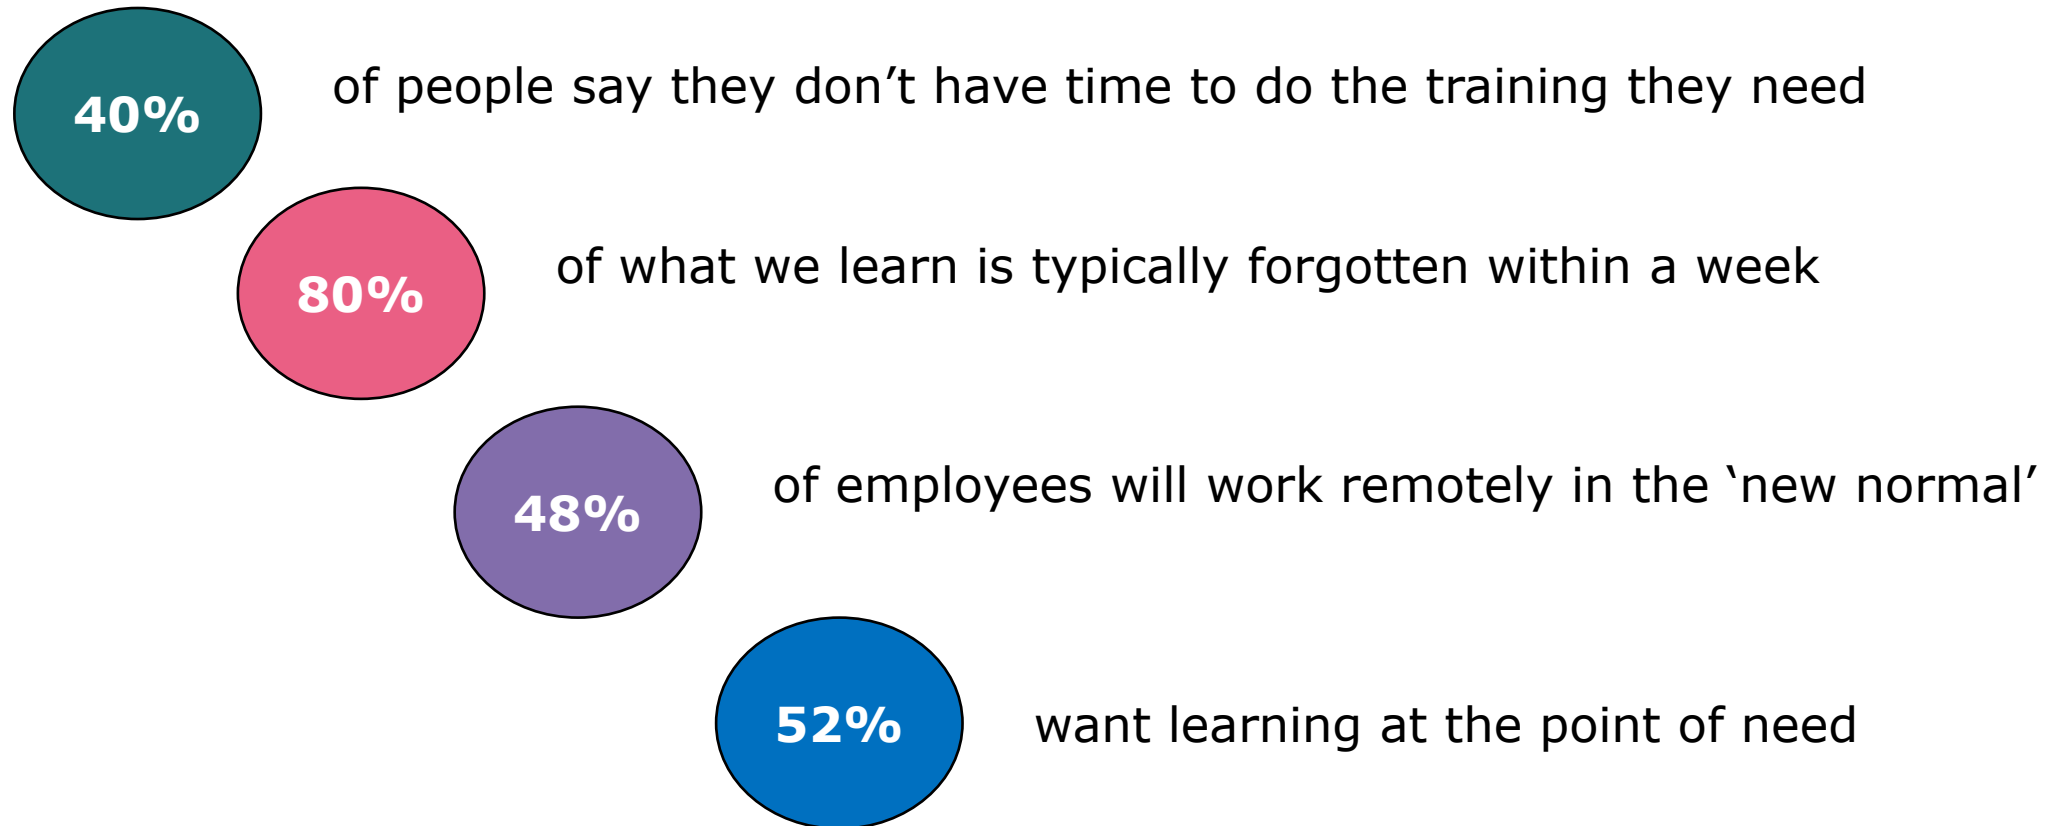 40%
of people say they don’t have time to do the training they need
80%
of what we learn is typically forgotten within a week
48%
of employees will work remotely in the ‘new normal’
52%
want learning at the point of need